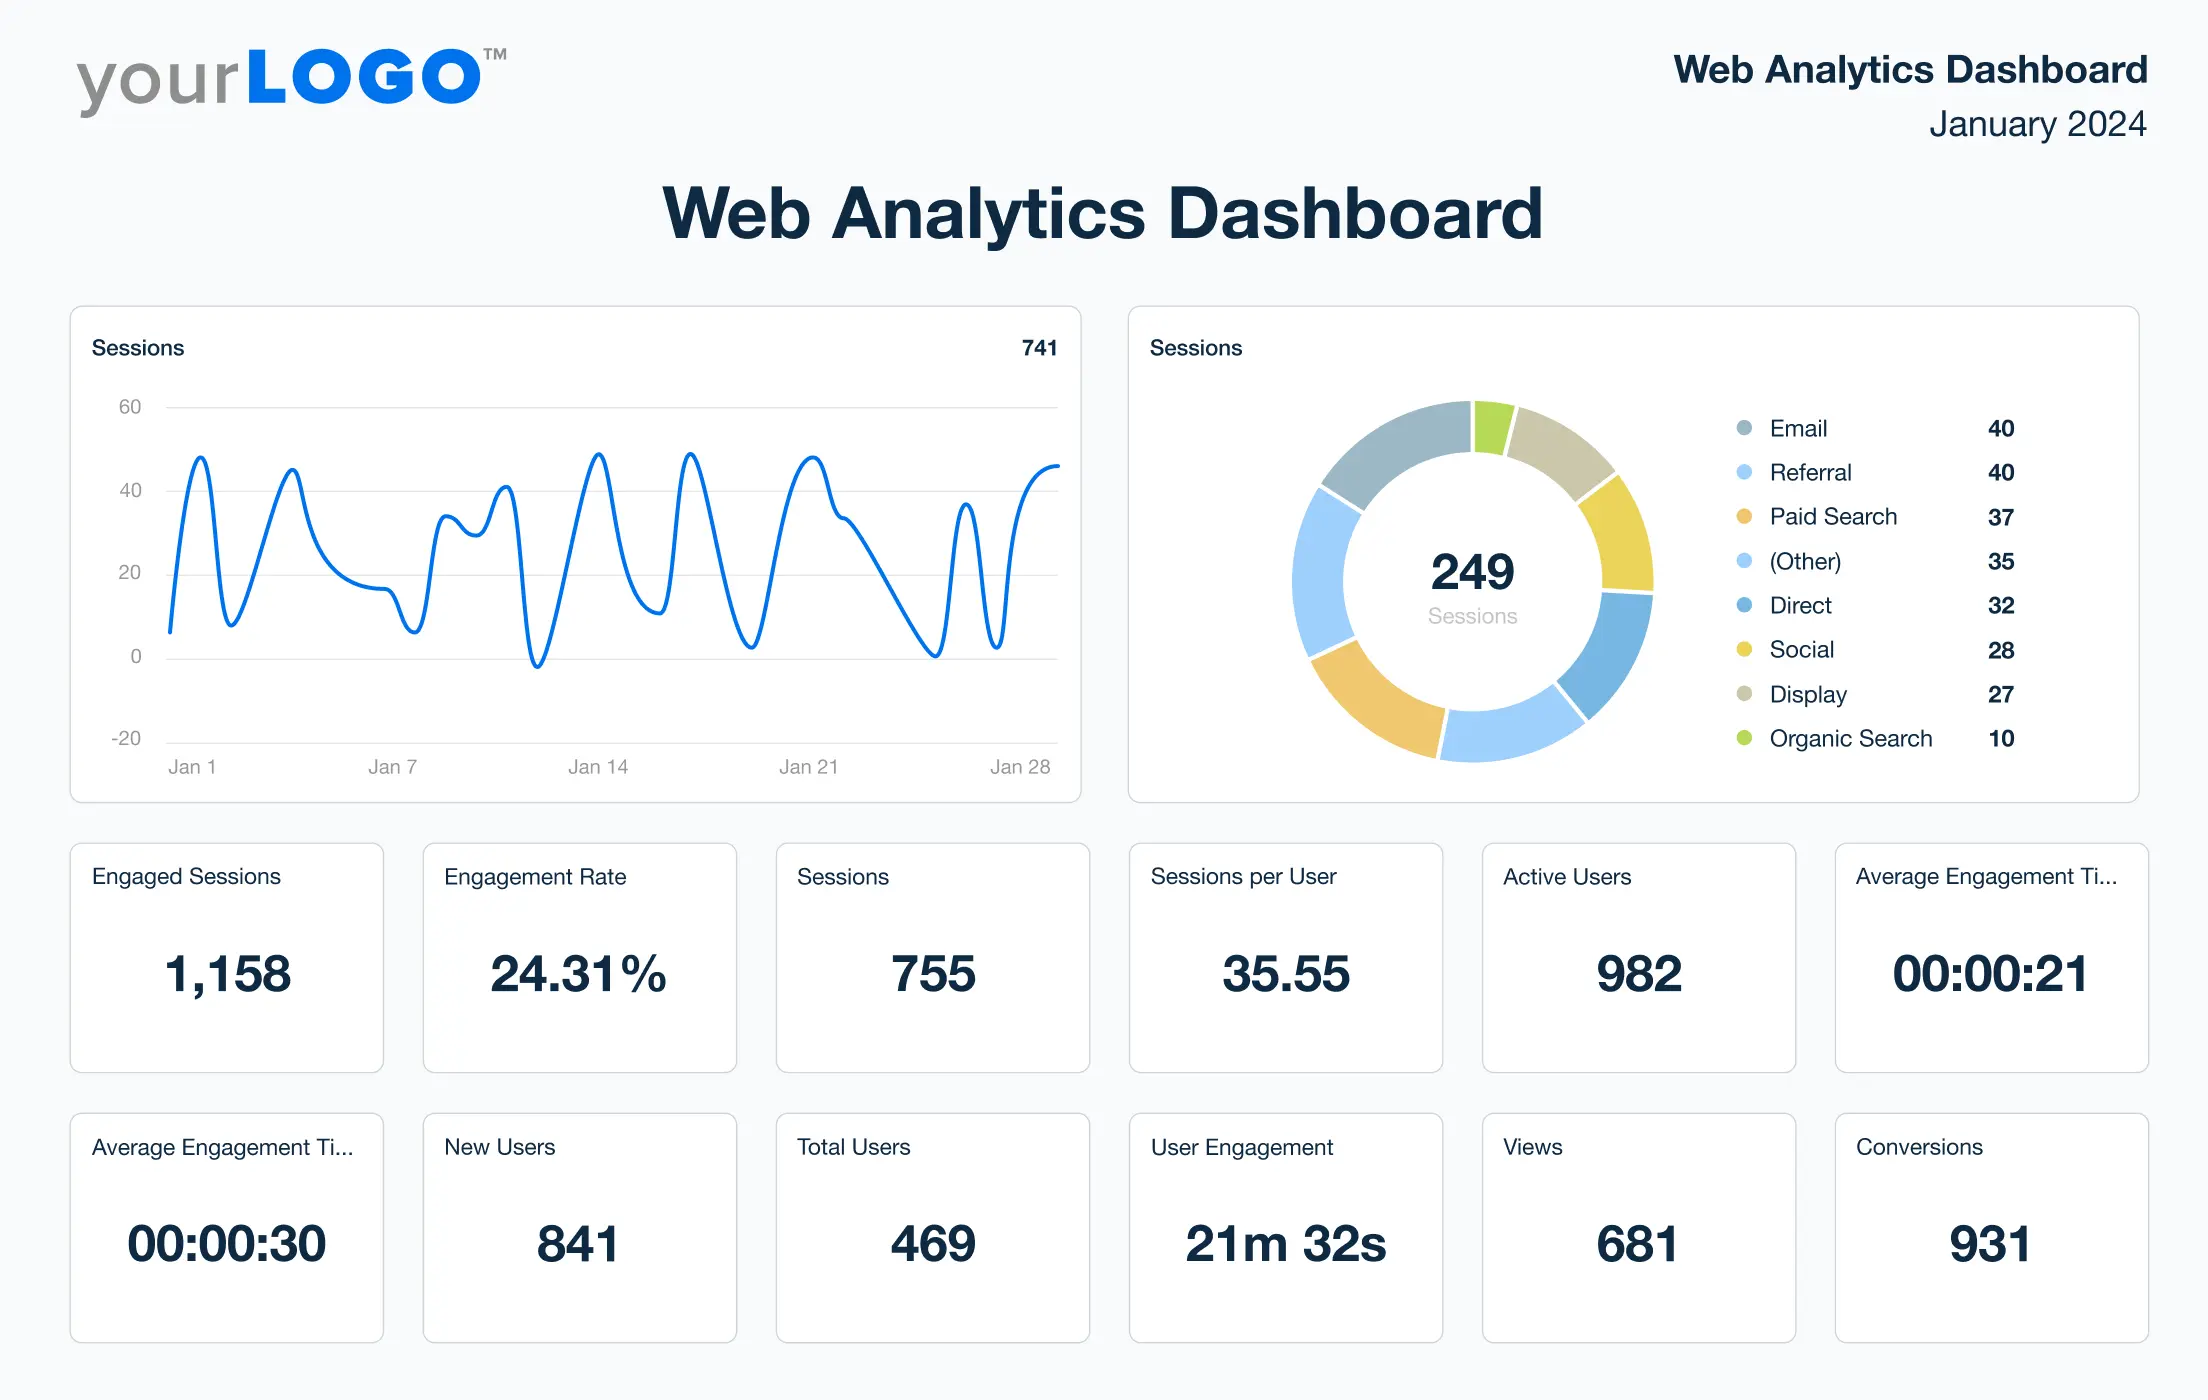 yourLOGO™
Web Analytics Dashboard
January 2024
Web Analytics Dashboard
Sessions 741
60
40
20
0
-20
Jan 1 Jan 7 Jan 14 Jan 21 Jan 28
Sessions
249
Sessions
Email 40
Referral 40
Paid Search 37
(Other) 35
Direct 32
Social 28
Display 27
Organic Search 10
Engaged Sessions
1,158
Engagement Rate
24.31%
Sessions
755
Sessions per User
35.55
Active Users
982
Average Engagement Ti...
00:00:21
Average Engagement Ti...
00:00:30
New Users
841
Total Users
469
User Engagement
21m 32s
Views
681
Conversions
931